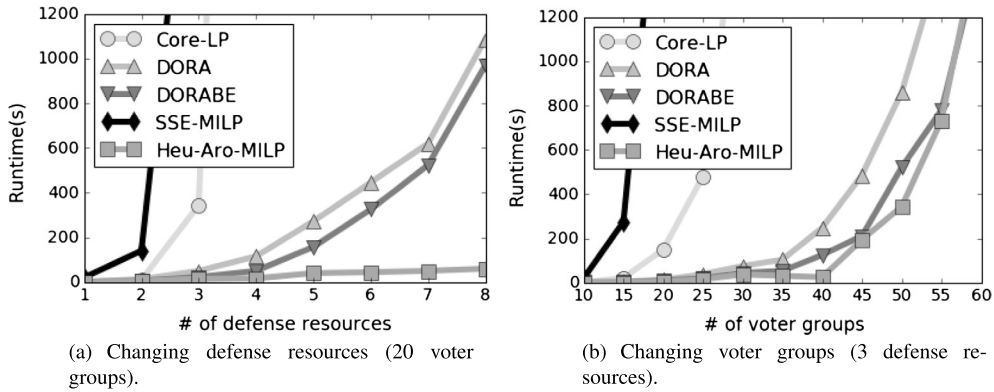 1200
1000
800
600
400
200
0
Runtime(s)
Core-LP
DORA
DORABE
SSE-MILP
Heu-Aro-MILP
1 2 3 4 5 6 7 8
# of defense resources
(a) Changing defense resources (20 voter
groups).
1200
1000
800
600
400
200
0
Runtime(s)
Core-LP
DORA
DORABE
SSE-MILP
Heu-Aro-MILP
10 15 20 25 30 35 40 45 50 55 60
# of voter groups
(b) Changing voter groups (3 defense re-
sources).